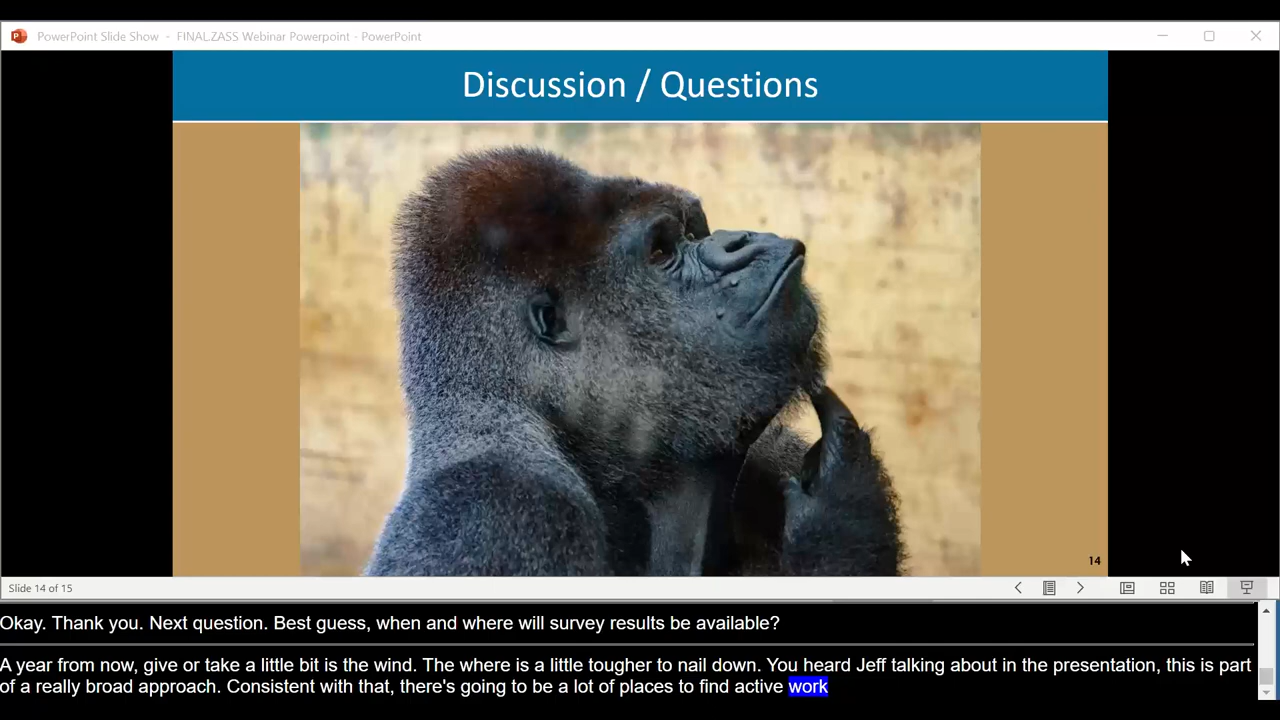 PowerPoint Slide Show - FINAL.ZASS Webinar Powerpoint - PowerPoint
Discussion / Questions
14
Slide 14 of 15
Okay. Thank you. Next question. Best guess, when and where will survey results be available?
A year from now, give or take a little bit is the wind. The where is a little tougher to nail down. You heard Jeff talking about in the presentation, this is part
of a really broad approach. Consistent with that, there's going to be a lot of places to find active work